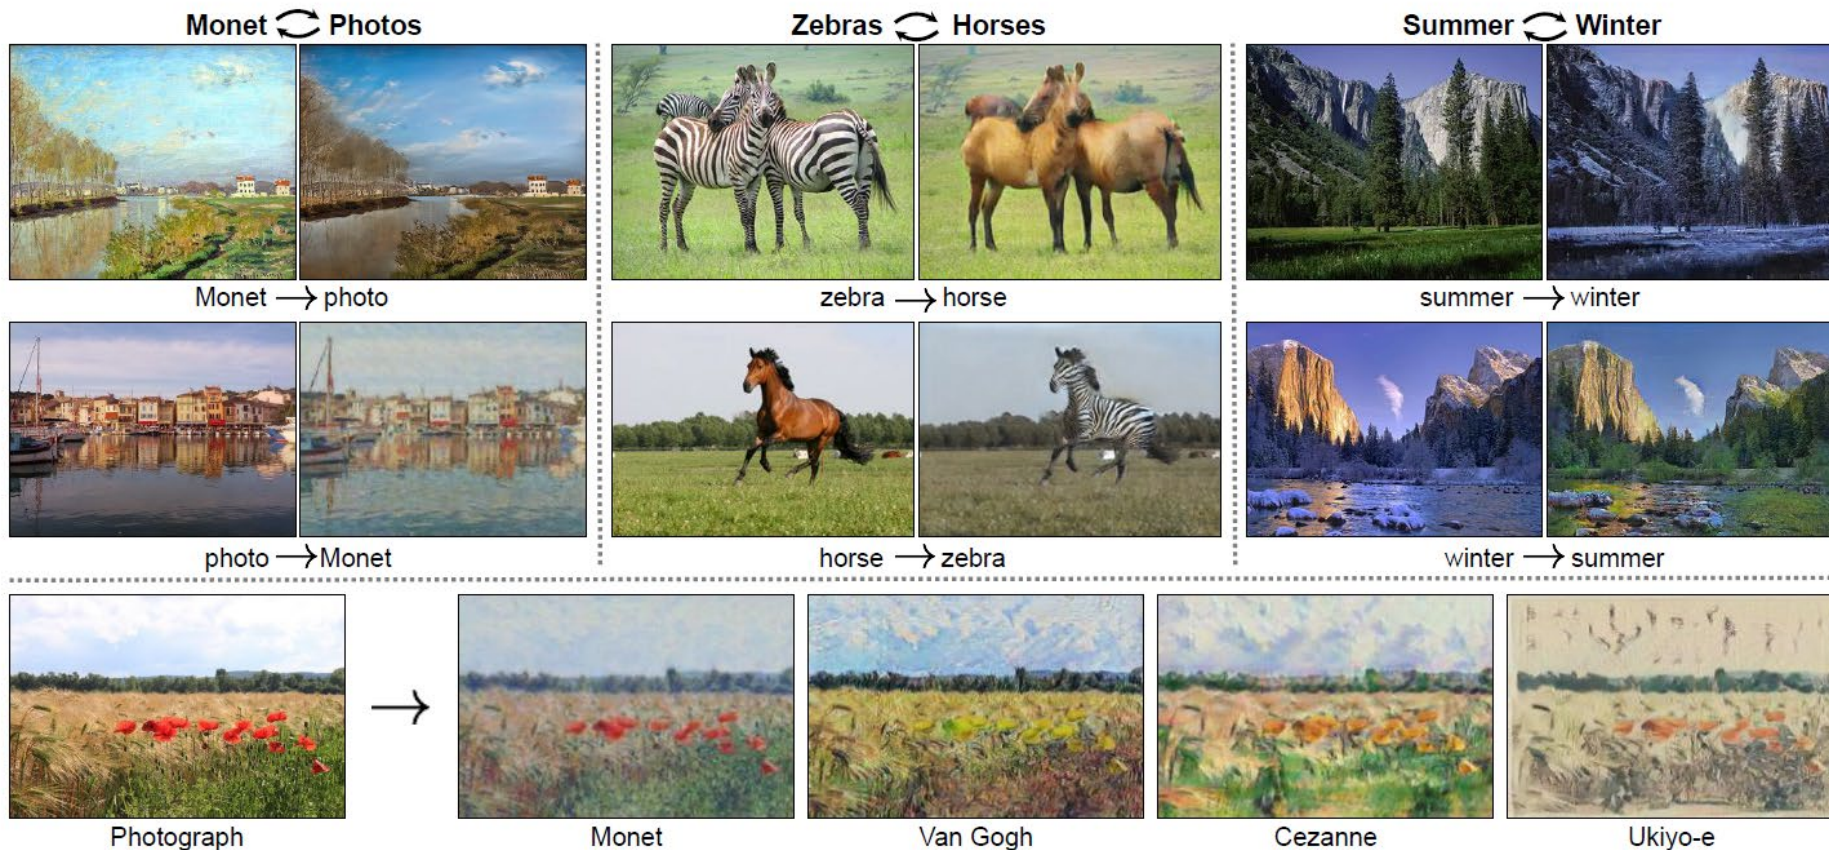 Monet Photos
Zebras Horses
Summer Winter
Monet → photo
zebra → horse
summer → winter
photo → Monet
horse → zebra
winter → summer
Photograph
Monet
Van Gogh
Cezanne
Ukiyo-e